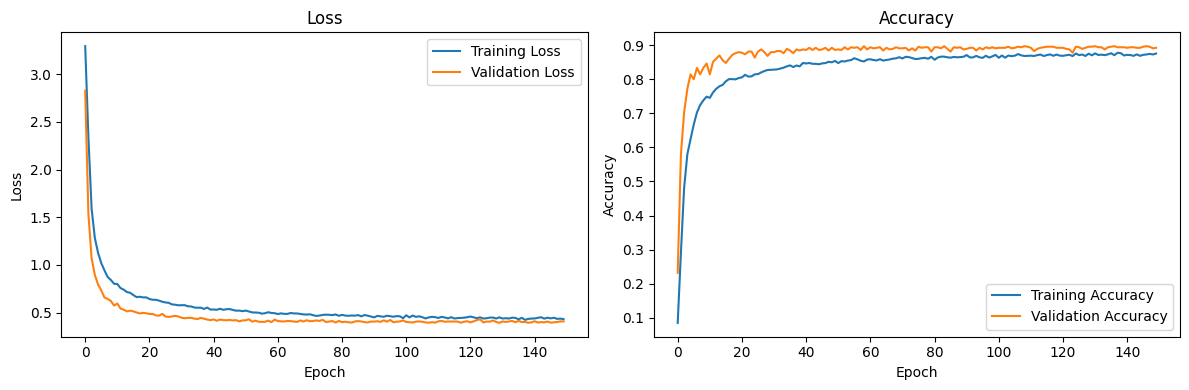 Loss
Training Loss
Validation Loss
3.0
2.5
2.0
1.5
1.0
0.5
Loss
0 20 40 60 80 100 120 140
Epoch
Accuracy
0.9
0.8
0.7
0.6
0.5
0.4
0.3
0.2
0.1
Accuracy
Training Accuracy
Validation Accuracy
0 20 40 60 80 100 120 140
Epoch